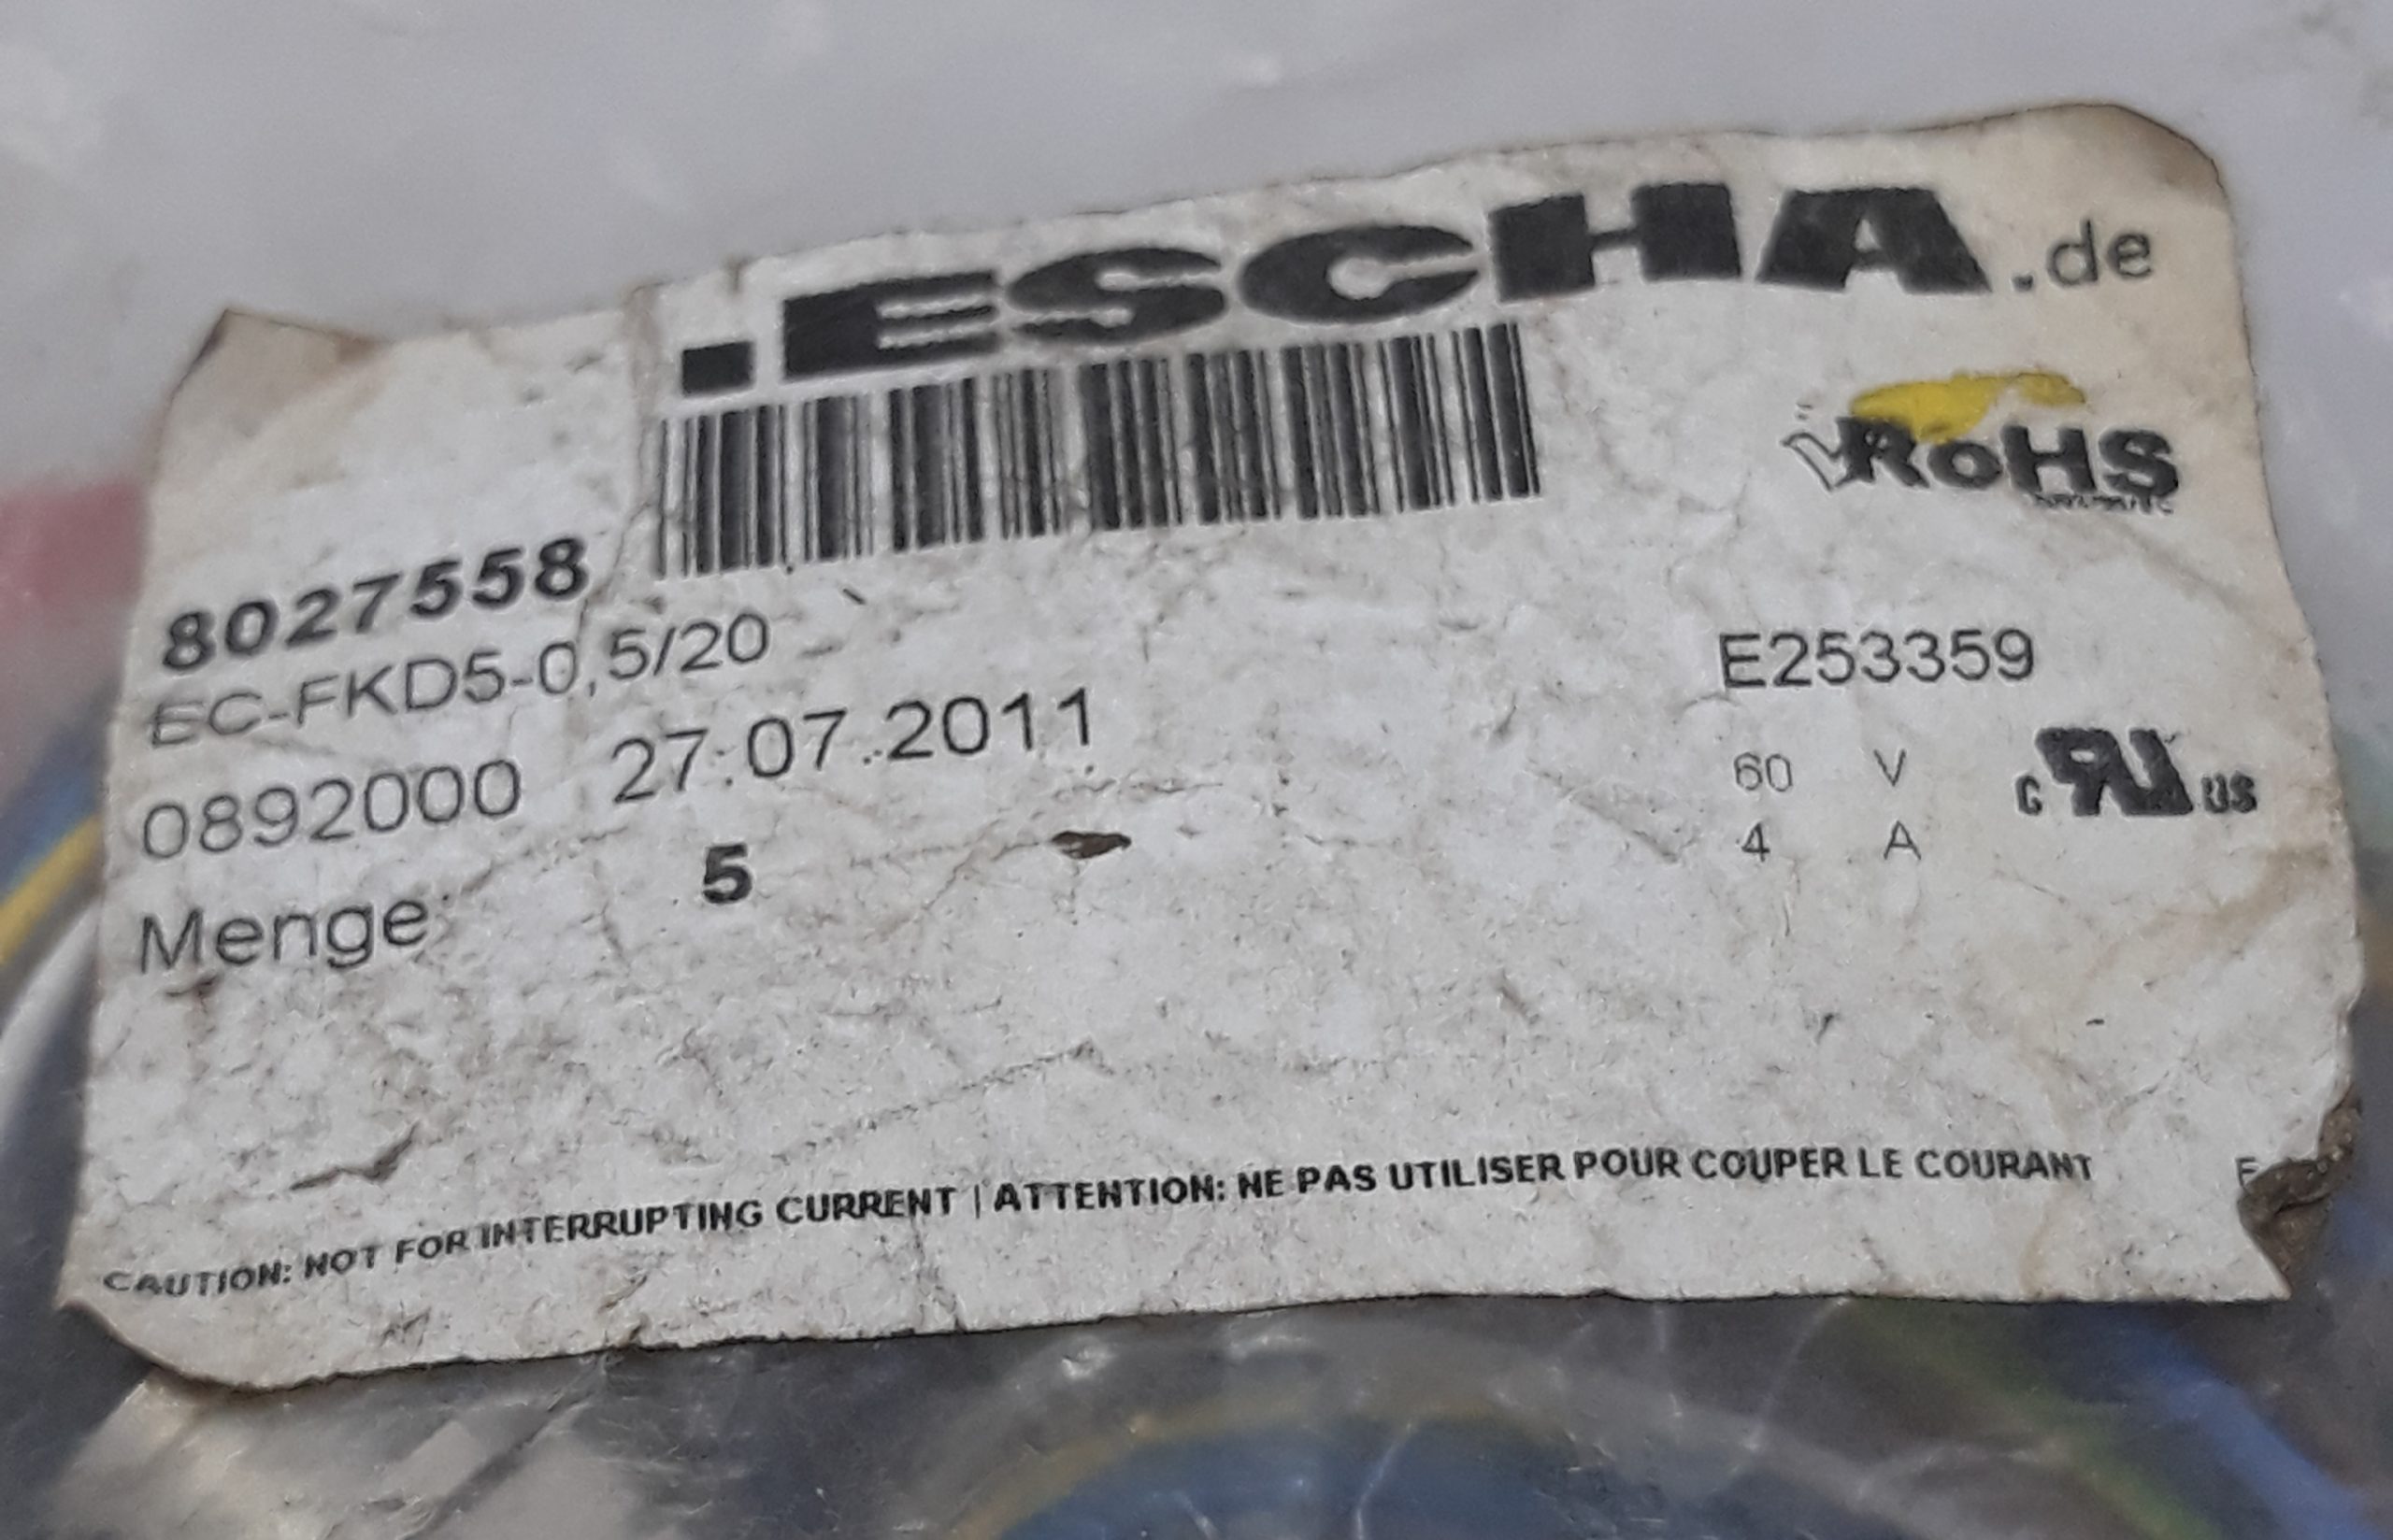 .ESCHA.de
RoHS
8027558
EC-FKD5-0,5/20
0892000 27.07.2011
Menge: 5
E253359
60 V
4 A
c RU US
CAUTION: NOT FOR INTERRUPTING CURRENT | ATTENTION: NE PAS UTILISER POUR COUPER LE COURANT